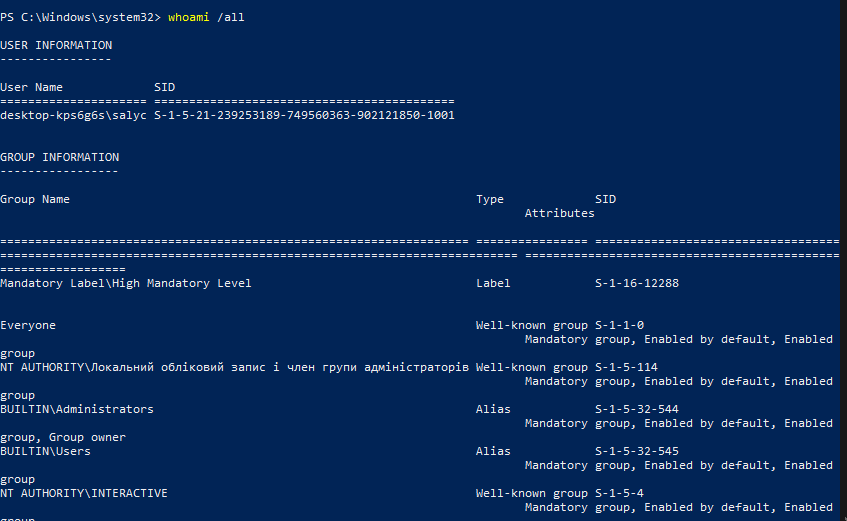 PS C:\Windows\system32> whoami /all
USER INFORMATION
----------------
User Name SID
===================== ===========================================
desktop-kps6g6s\salyc S-1-5-21-239253189-749560363-902121850-1001
GROUP INFORMATION
-----------------
Group Name Type SID
Attributes
=================================================================== ================ ===================================
========================================================================== =============================================
==================
Mandatory Label\High Mandatory Level Label S-1-16-12288
Everyone Well-known group S-1-1-0
Mandatory group, Enabled by default, Enabled
group
NT AUTHORITY\Локальний обліковий запис і член групи адміністраторів Well-known group S-1-5-114
Mandatory group, Enabled by default, Enabled
group
BUILTIN\Administrators Alias S-1-5-32-544
Mandatory group, Enabled by default, Enabled
group, Group owner
BUILTIN\Users Alias S-1-5-32-545
Mandatory group, Enabled by default, Enabled
group
NT AUTHORITY\INTERACTIVE Well-known group S-1-5-4
Mandatory group, Enabled by default, Enabled
group